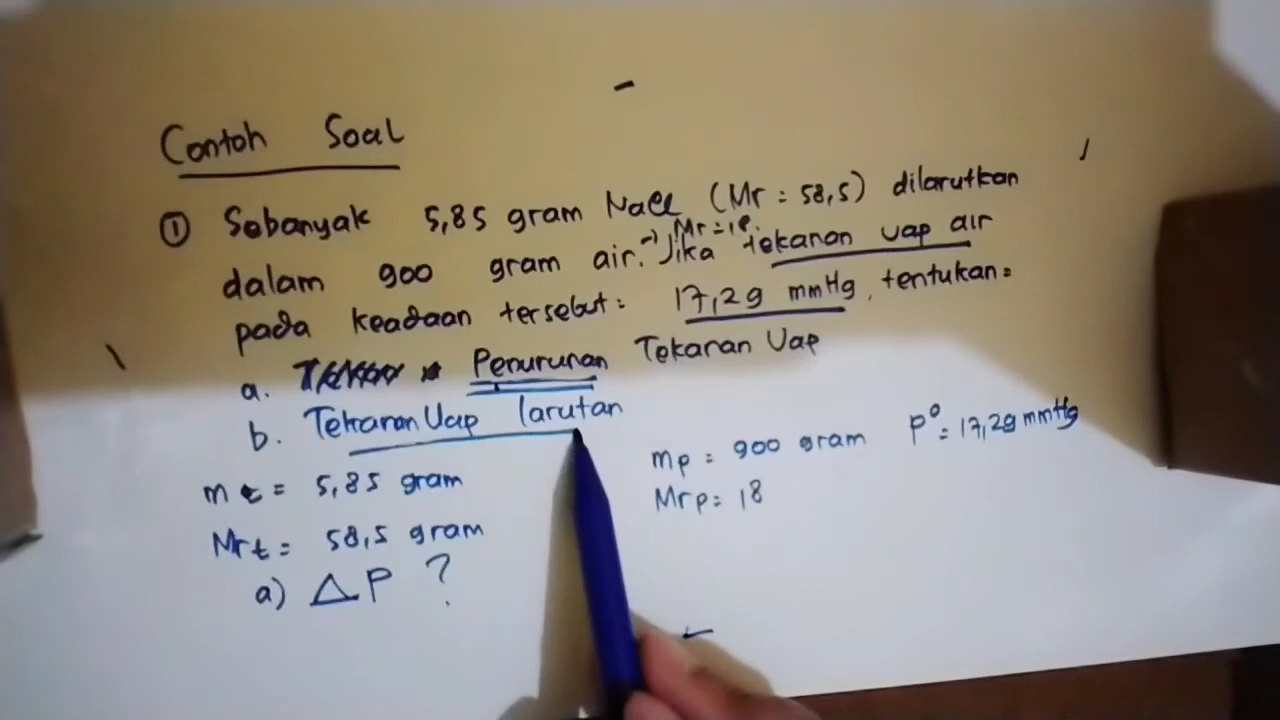 Contoh Soal
① Sebanyak 5,85 gram NaCl (Mr = 58,5) dilarutkan
dalam 900 gram air. → Mr = 18. Jika tekanan uap air
pada keadaan tersebut = 17,29 mmHg, tentukan =
a. Penurunan Tekanan Uap
b. Tekanan Uap larutan
mt = 5,85 gram
Mrt = 58,5 gram
mp = 900 gram P° = 17,29 mmHg
Mrp = 18
a) ΔP ?